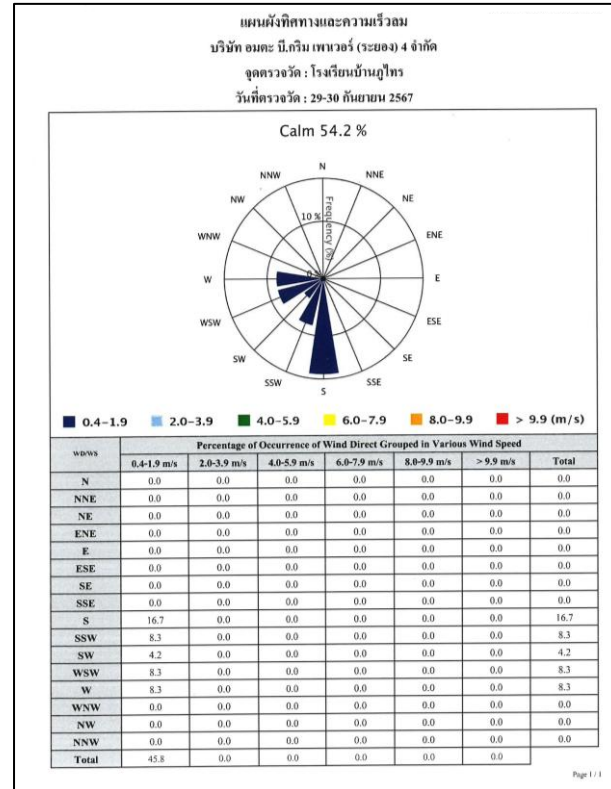 แผนผังทิศทางและความเร็วลม
บริษัท อมตะ บี.กริม เพาเวอร์ (ระยอง) 4 จำกัด
จุดตรวจวัด : โรงเรียนบ้านภูไทร
วันที่ตรวจวัด : 29-30 กันยายน 2567
Calm 54.2 %
N
NNW
NNE
NW
NE
WNW
ENE
W
E
WSW
ESE
SW
SE
SSW
SSE
S
Frequency (%)
10 %
0 %
0.4-1.9 2.0-3.9 4.0-5.9 6.0-7.9 8.0-9.9 > 9.9 (m/s)
WD/WS Percentage of Occurrence of Wind Direct Grouped in Various Wind Speed
0.4-1.9 m/s 2.0-3.9 m/s 4.0-5.9 m/s 6.0-7.9 m/s 8.0-9.9 m/s > 9.9 m/s Total
N 0.0 0.0 0.0 0.0 0.0 0.0 0.0
NNE 0.0 0.0 0.0 0.0 0.0 0.0 0.0
NE 0.0 0.0 0.0 0.0 0.0 0.0 0.0
ENE 0.0 0.0 0.0 0.0 0.0 0.0 0.0
E 0.0 0.0 0.0 0.0 0.0 0.0 0.0
ESE 0.0 0.0 0.0 0.0 0.0 0.0 0.0
SE 0.0 0.0 0.0 0.0 0.0 0.0 0.0
SSE 0.0 0.0 0.0 0.0 0.0 0.0 0.0
S 16.7 0.0 0.0 0.0 0.0 0.0 16.7
SSW 8.3 0.0 0.0 0.0 0.0 0.0 8.3
SW 4.2 0.0 0.0 0.0 0.0 0.0 4.2
WSW 8.3 0.0 0.0 0.0 0.0 0.0 8.3
W 8.3 0.0 0.0 0.0 0.0 0.0 8.3
WNW 0.0 0.0 0.0 0.0 0.0 0.0 0.0
NW 0.0 0.0 0.0 0.0 0.0 0.0 0.0
NNW 0.0 0.0 0.0 0.0 0.0 0.0 0.0
Total 45.8 0.0 0.0 0.0 0.0 0.0
Page 1 / 1